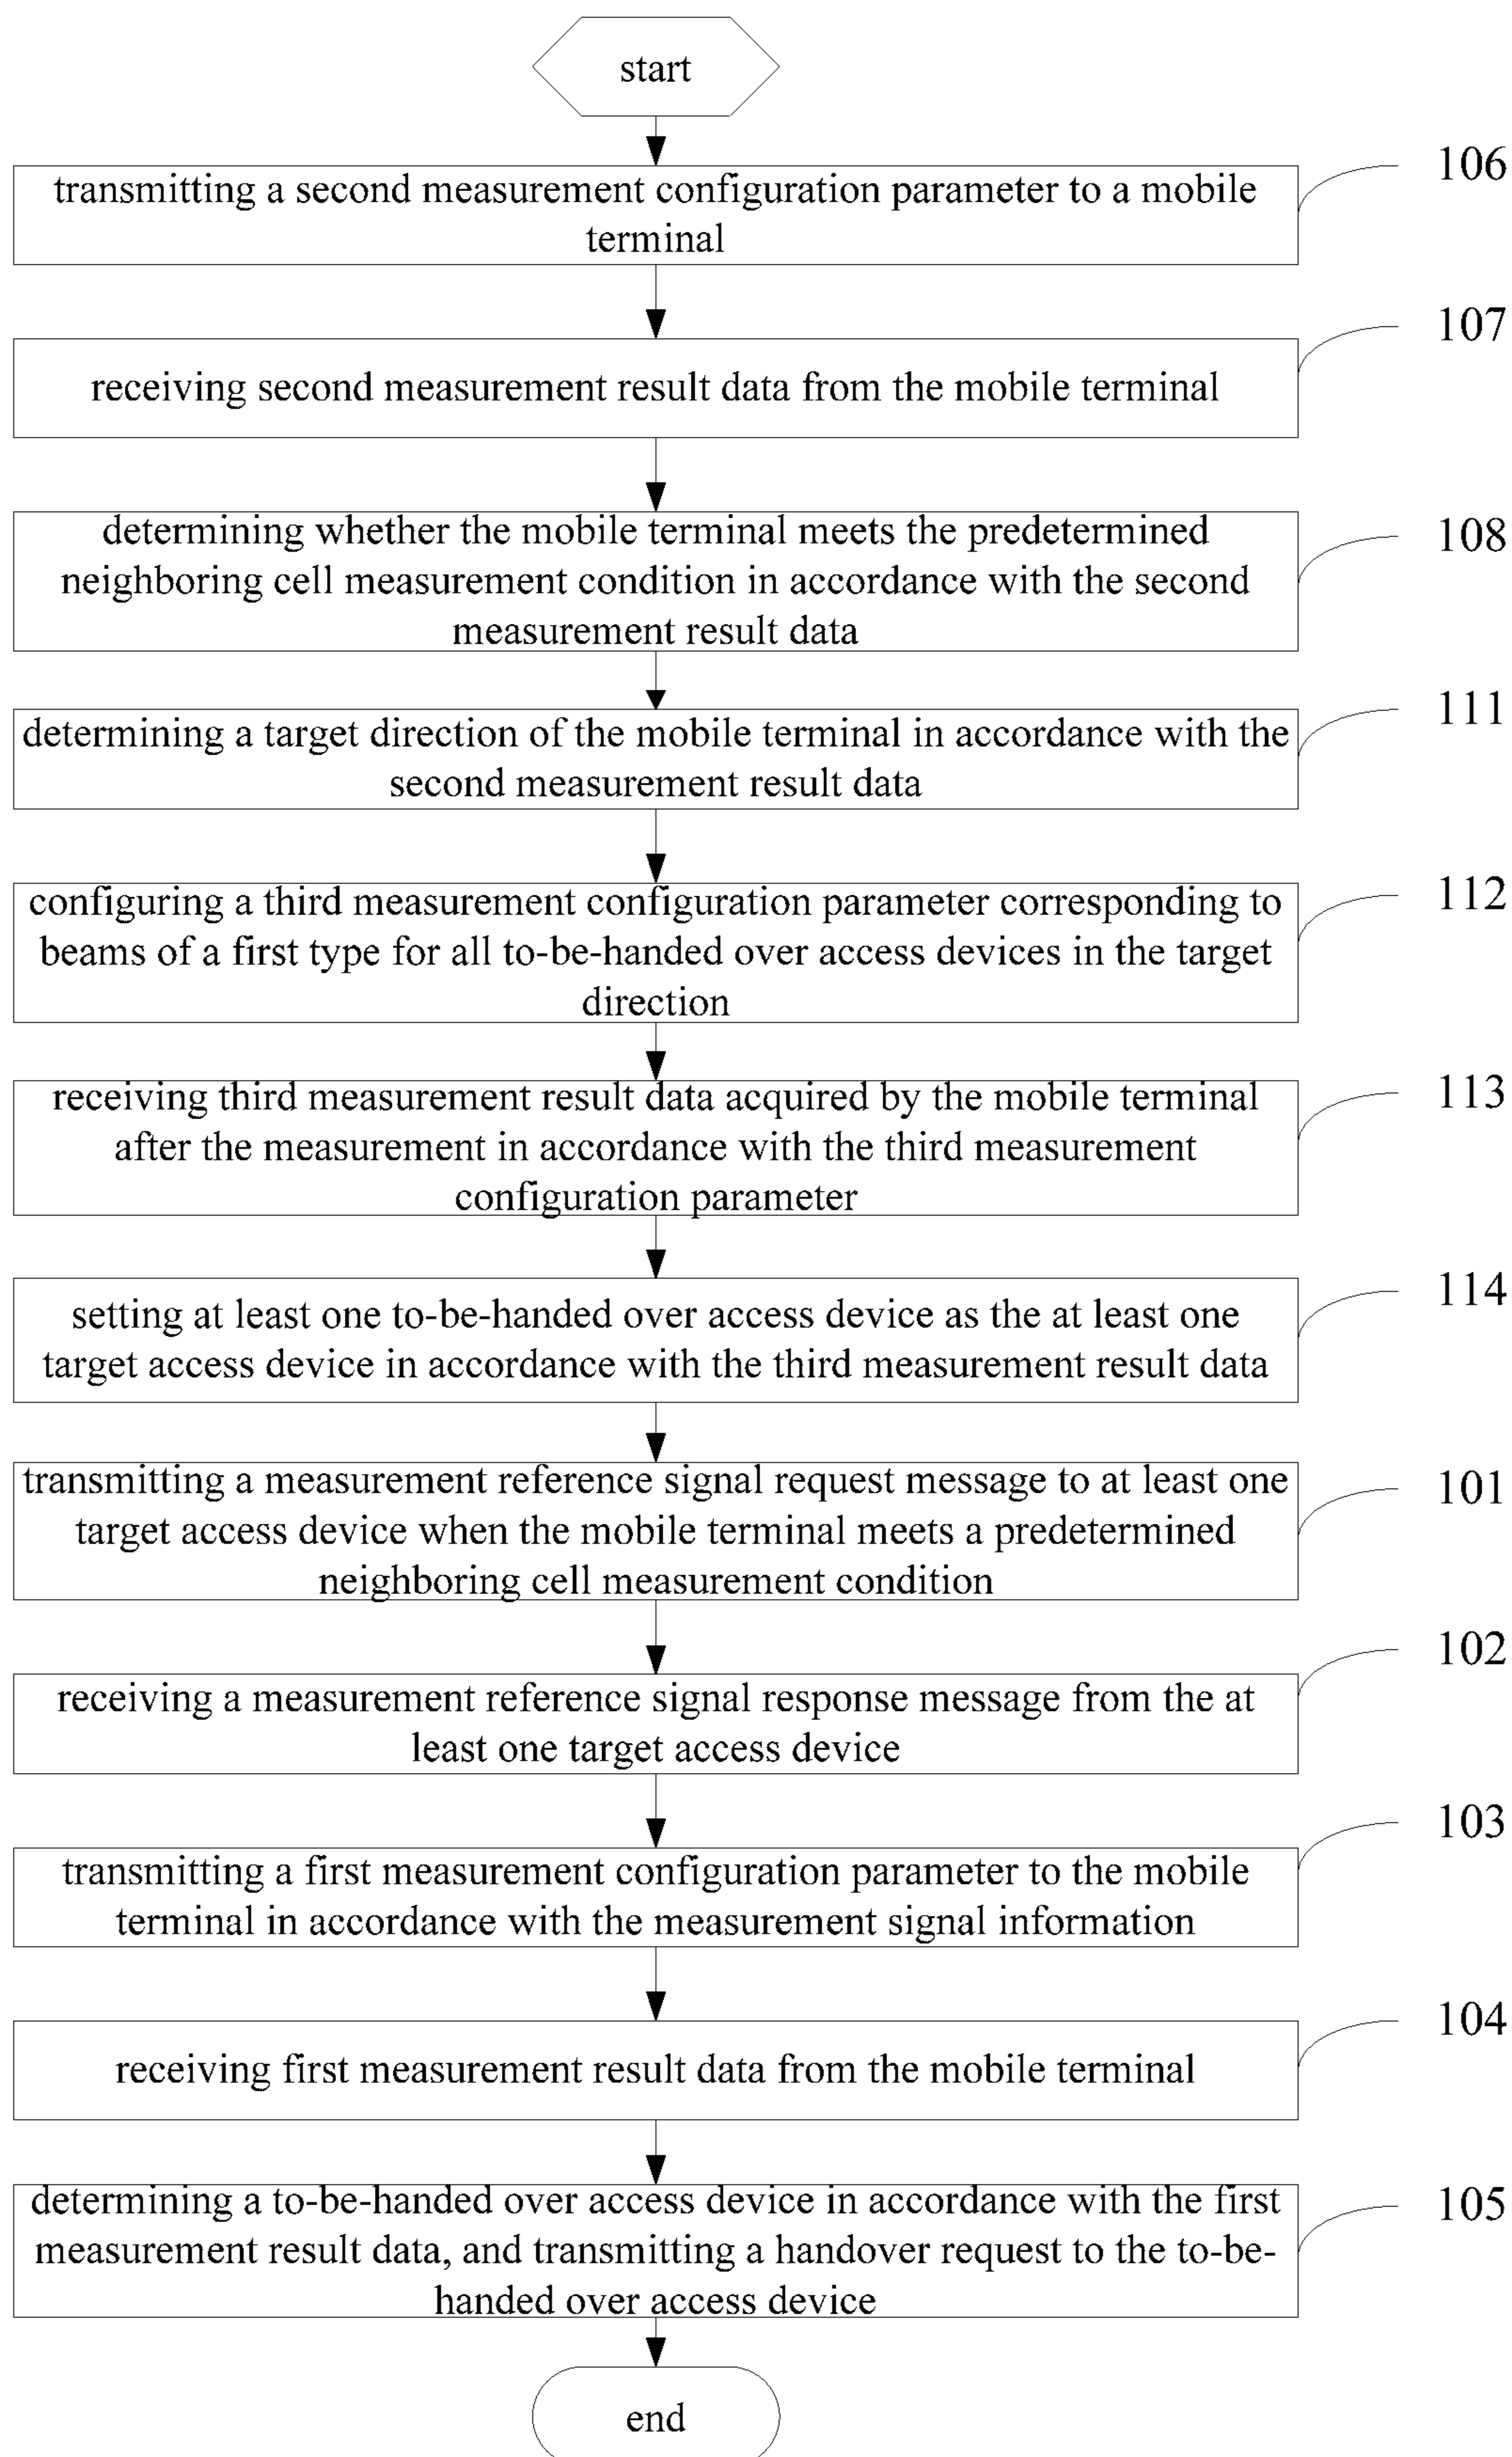 start
106
transmitting a second measurement configuration parameter to a mobile
terminal
107
receiving second measurement result data from the mobile terminal
108
determining whether the mobile terminal meets the predetermined
neighboring cell measurement condition in accordance with the second
measurement result data
111
determining a target direction of the mobile terminal in accordance with the
second measurement result data
112
configuring a third measurement configuration parameter corresponding to
beams of a first type for all to-be-handed over access devices in the target
direction
113
receiving third measurement result data acquired by the mobile terminal
after the measurement in accordance with the third measurement
configuration parameter
114
setting at least one to-be-handed over access device as the at least one
target access device in accordance with the third measurement result data
101
transmitting a measurement reference signal request message to at least one
target access device when the mobile terminal meets a predetermined
neighboring cell measurement condition
102
receiving a measurement reference signal response message from the at
least one target access device
103
transmitting a first measurement configuration parameter to the mobile
terminal in accordance with the measurement signal information
104
receiving first measurement result data from the mobile terminal
105
determining a to-be-handed over access device in accordance with the first
measurement result data, and transmitting a handover request to the to-be-
handed over access device
end